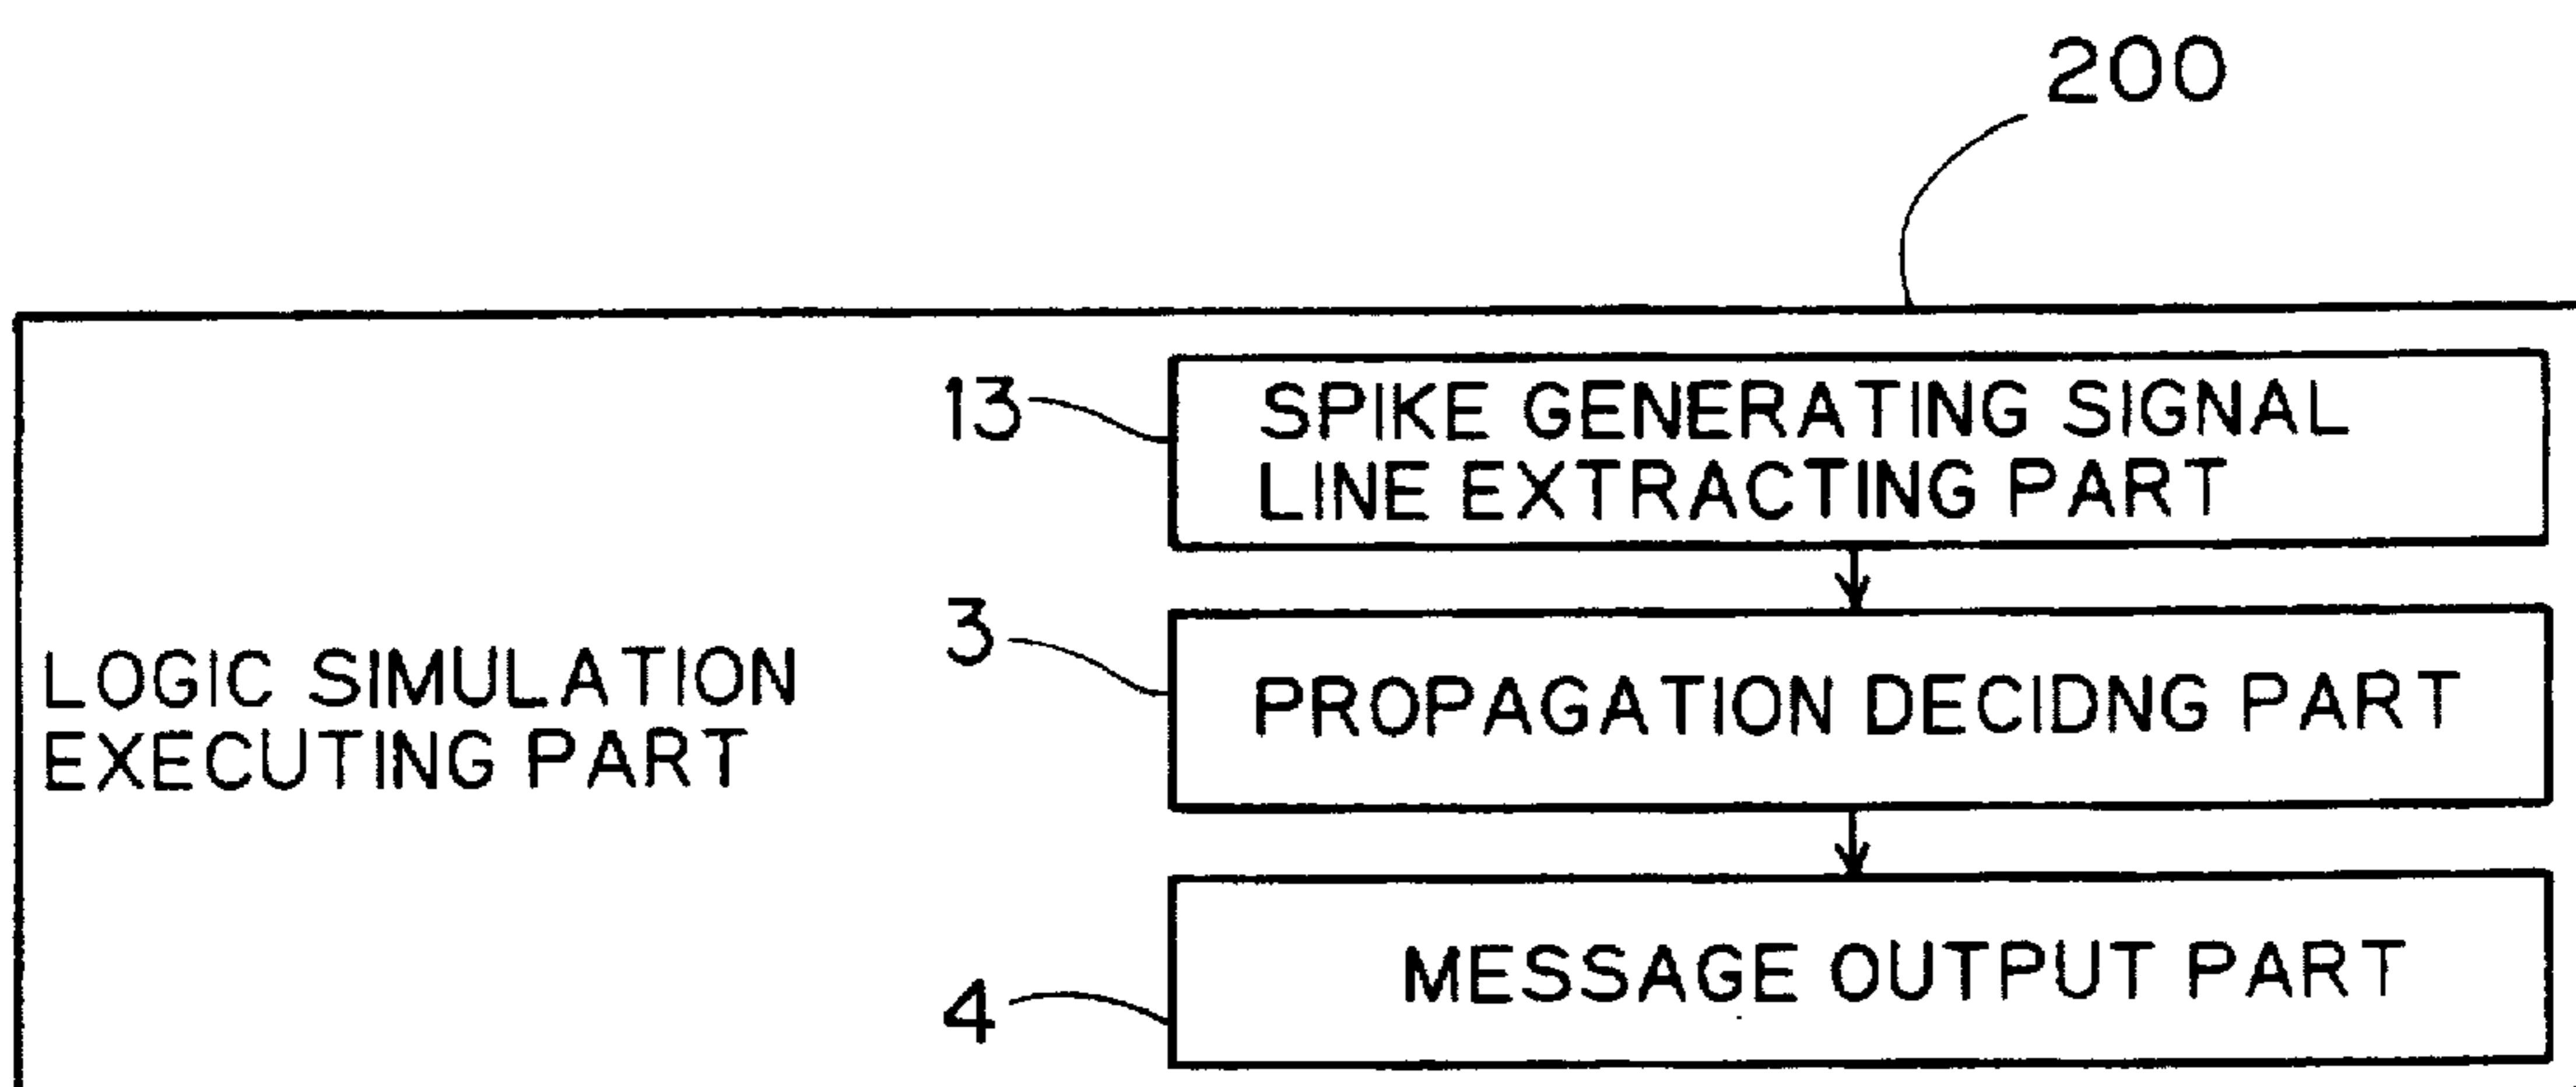 200
13
SPIKE GENERATING SIGNAL
LINE EXTRACTING PART
3
LOGIC SIMULATION
EXECUTING PART
PROPAGATION DECIDNG PART
4
MESSAGE OUTPUT PART